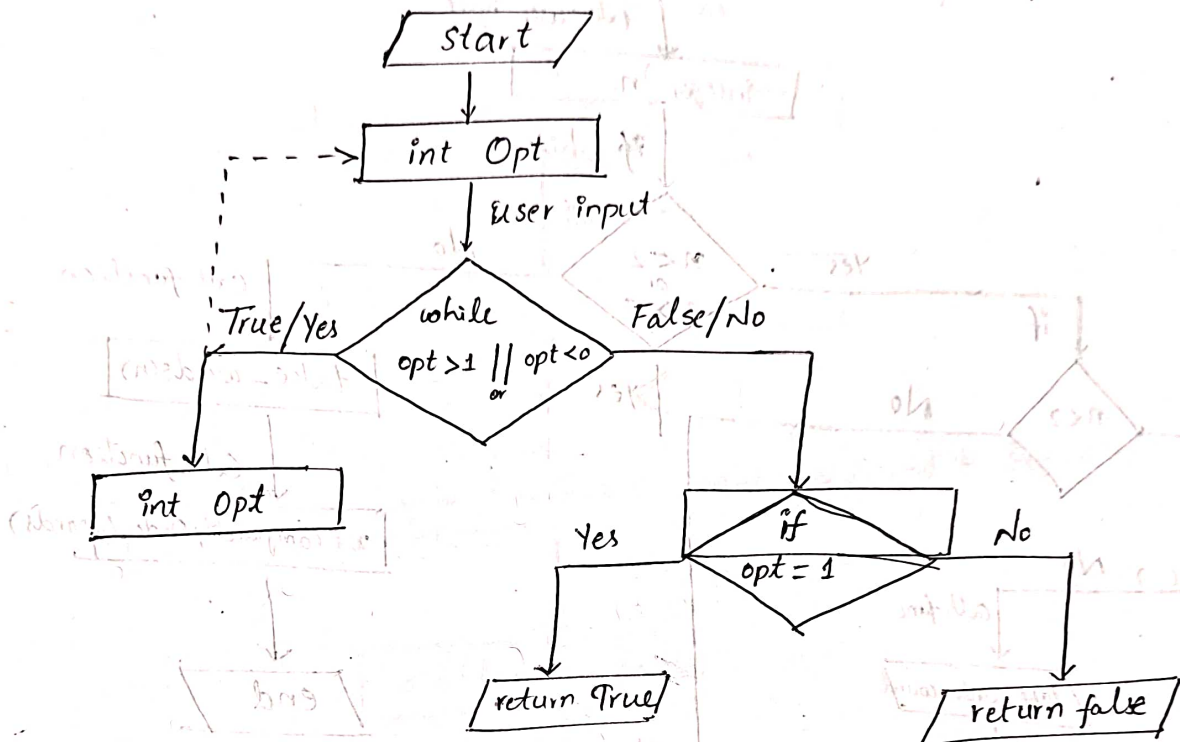 start
int Opt
user input
True/Yes
while
False/No
opt >1 || opt <0
or
int Opt
Yes
if
No
opt = 1
return True
return false